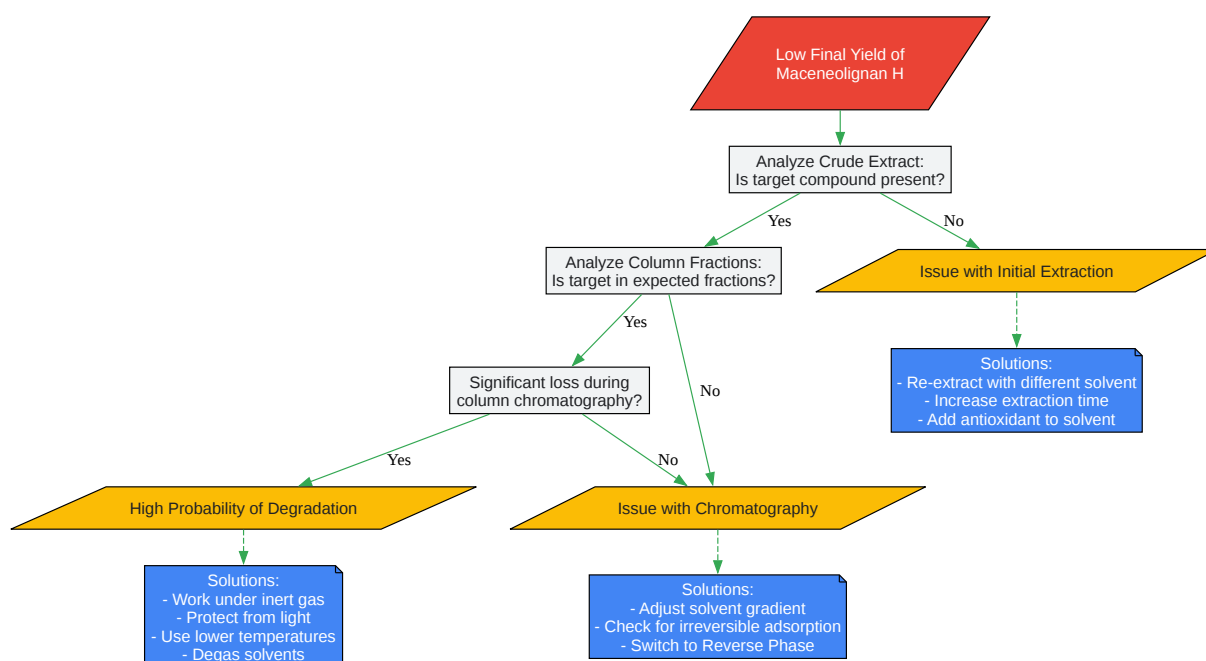 Low Final Yield of
Maceneolignan H
Analyze Crude Extract:
Is target compound present?
Yes
No
Analyze Column Fractions:
Is target in expected fractions?
Issue with Initial Extraction
Yes
No
Solutions:
- Re-extract with different solvent
- Increase extraction time
- Add antioxidant to solvent
Significant loss during
column chromatography?
Yes
No
High Probability of Degradation
Issue with Chromatography
Solutions:
- Work under inert gas
- Protect from light
- Use lower temperatures
- Degas solvents
Solutions:
- Adjust solvent gradient
- Check for irreversible adsorption
- Switch to Reverse Phase